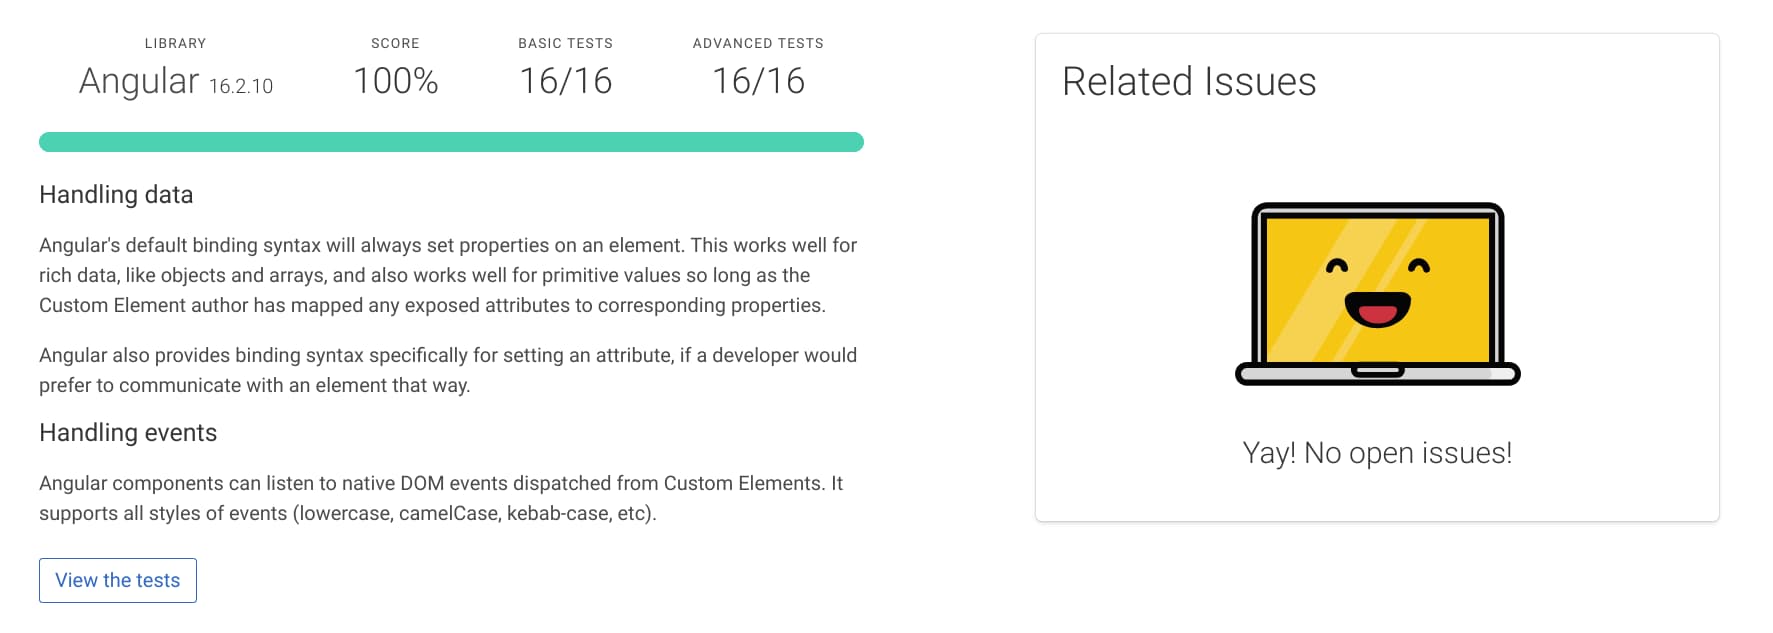 LIBRARY
Angular 16.2.10
SCORE
100%
BASIC TESTS
16/16
ADVANCED TESTS
16/16
Handling data
Angular's default binding syntax will always set properties on an element. This works well for
rich data, like objects and arrays, and also works well for primitive values so long as the
Custom Element author has mapped any exposed attributes to corresponding properties.
Angular also provides binding syntax specifically for setting an attribute, if a developer would
prefer to communicate with an element that way.
Handling events
Angular components can listen to native DOM events dispatched from Custom Elements. It
supports all styles of events (lowercase, camelCase, kebab-case, etc).
View the tests
Related Issues
Yay! No open issues!